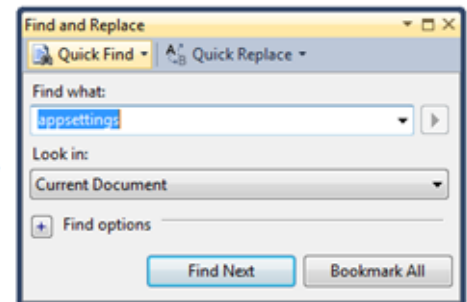 Find and Replace
Quick Find Quick Replace
Find what:
appsettings
Look in:
Current Document
Find options
Find Next Bookmark All